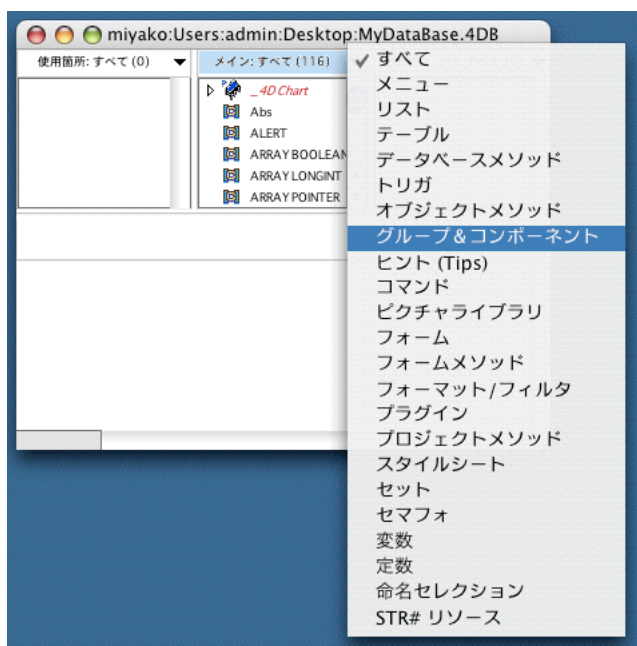 miyako:Users:admin:Desktop:MyDataBase.4DB
使用箇所: すべて (0)
メイン: すべて (116)
_4D Chart
Abs
ALERT
ARRAY BOOLEAN
ARRAY LONGINT
ARRAY POINTER
すべて
メニュー
リスト
テーブル
データベースメソッド
トリガ
オブジェクトメソッド
グループ&コンポーネント
ヒント (Tips)
コマンド
ピクチャライブラリ
フォーム
フォームメソッド
フォーマット/フィルタ
プラグイン
プロジェクトメソッド
スタイルシート
セット
セマフォ
変数
定数
命名セレクション
STR# リソース